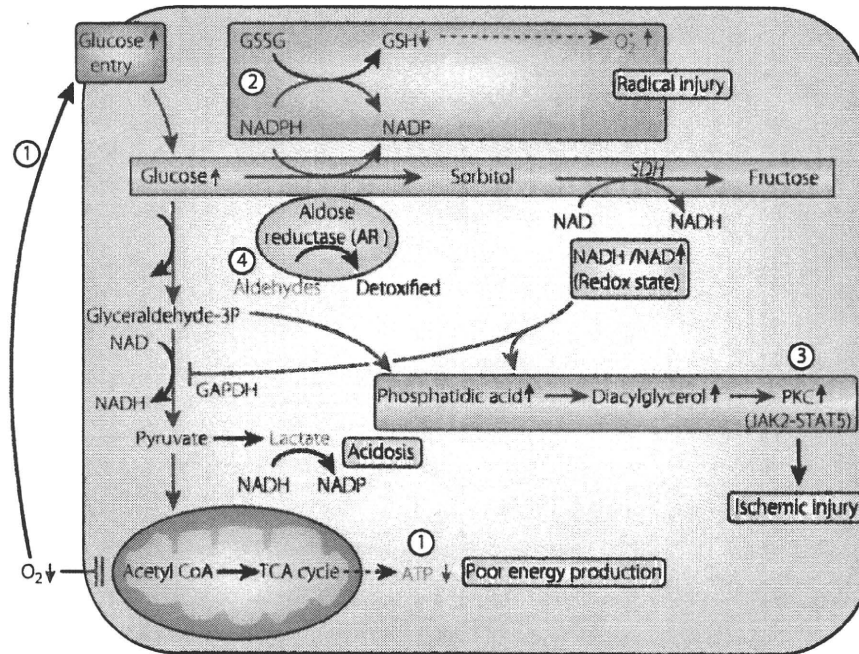 Glucose ↑
entry
GSSG
GSH ↓
O₂• ↑
①
②
Radical injury
NADPH
NADP
Glucose ↑
Sorbitol
SDH
Fructose
Aldose
reductase (AR)
NAD
NADH
④
Aldehydes
Detoxified
NADH /NAD ↑
(Redox state)
Glyceraldehyde-3P
NAD
GAPDH
NADH
③
Phosphatidic acid ↑
Diacylglycerol ↑
PKC ↑
(JAK2-STAT5)
Pyruvate
Lactate
Acidosis
NADH
NADP
Ischemic injury
O₂ ↓
Acetyl CoA
TCA cycle
①
ATP ↓
Poor energy production